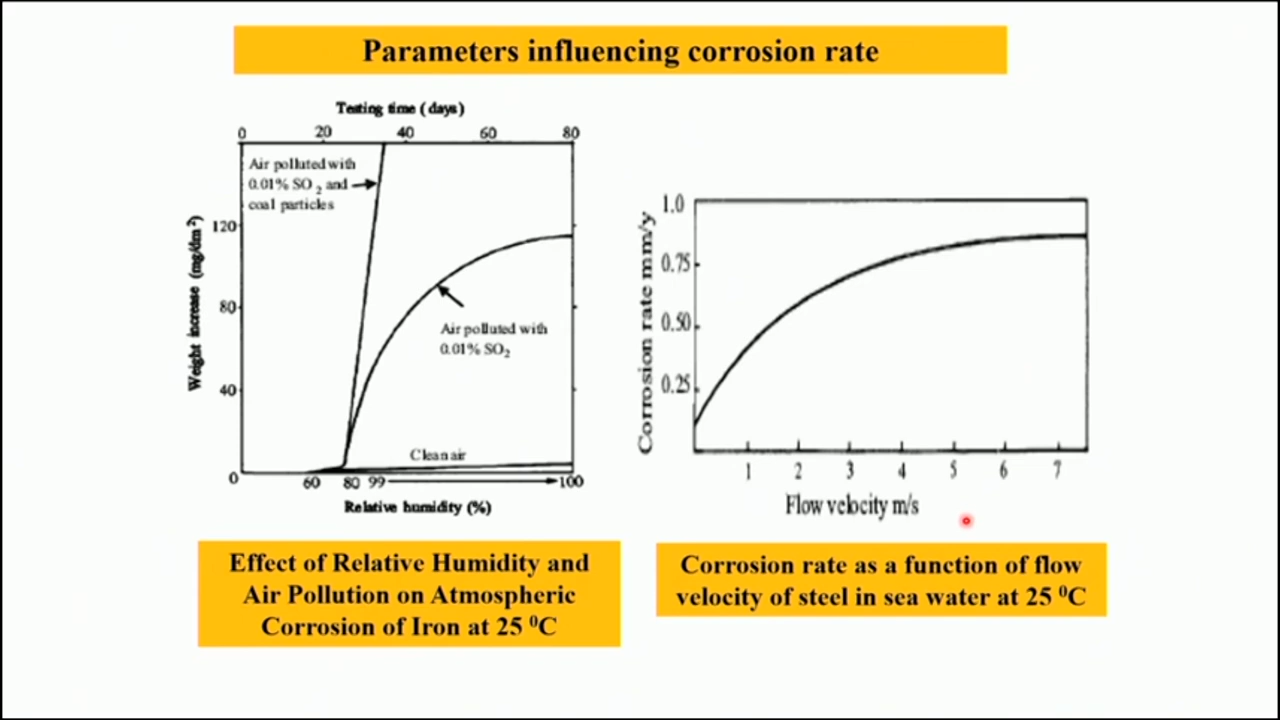 Parameters influencing corrosion rate
Testing time ( days)
0 20 40 60 80
Air polluted with
0.01% SO2 and
coal particles
Weight increase (mg/dm²)
120
80
40
0
Air polluted with
0.01% SO2
Clean air
60 80 99 100
Relative humidity (%)
Effect of Relative Humidity and
Air Pollution on Atmospheric
Corrosion of Iron at 25 ⁰C
Corrosion rate mm/y
1.0
0.75
0.50
0.25
1 2 3 4 5 6 7
Flow velocity m/s
Corrosion rate as a function of flow
velocity of steel in sea water at 25 ⁰C